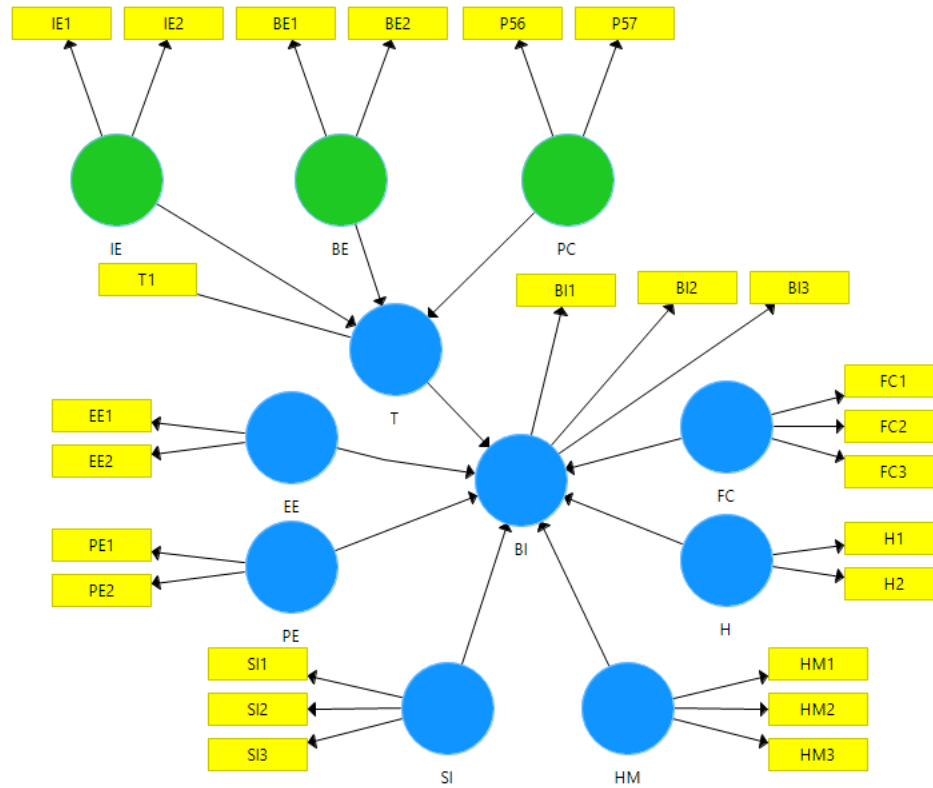 IE1
IE2
BE1
BE2
P56
P57
IE
BE
PC
T1
BI1
BI2
BI3
T
FC1
FC2
FC3
FC
EE1
EE2
EE
BI
PE1
PE2
PE
H1
H2
H
SI1
SI2
SI3
SI
HM1
HM2
HM3
HM